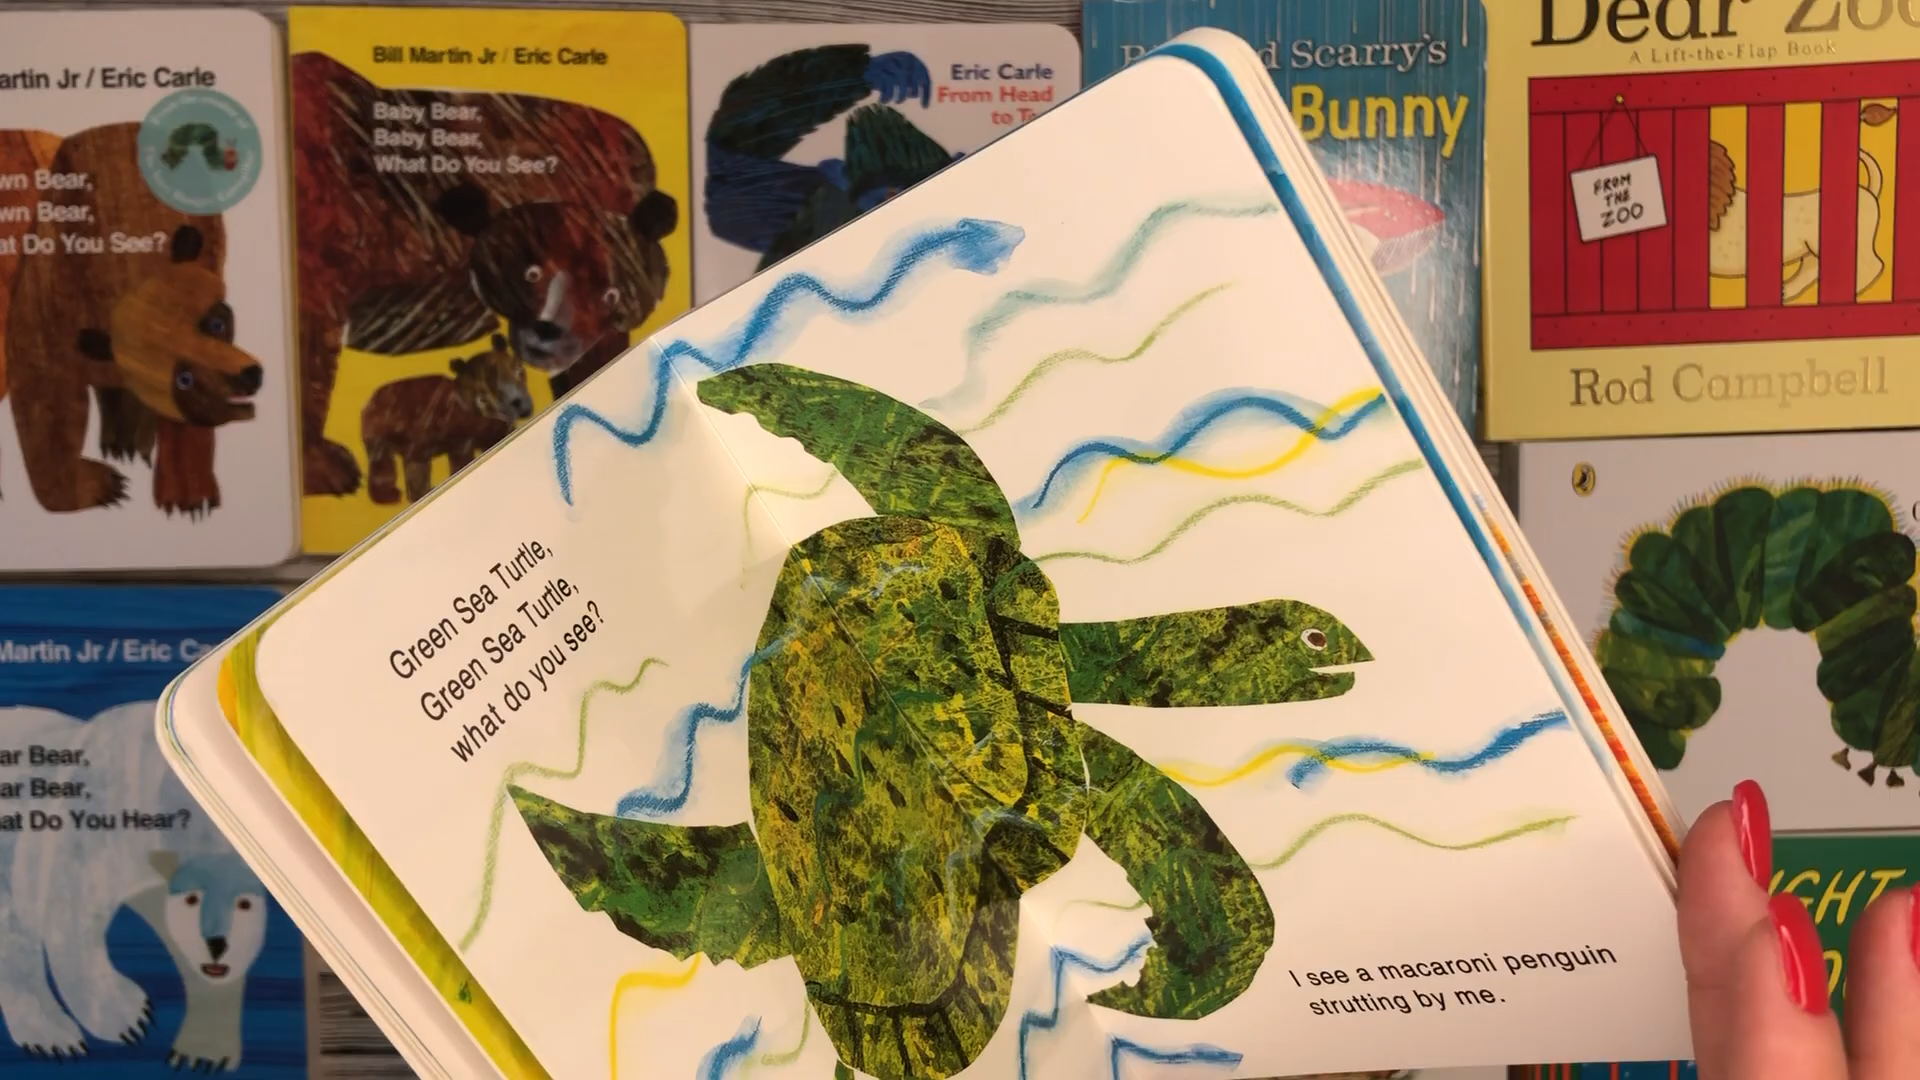 artin Jr / Eric Carle
wn Bear,
wn Bear,
at Do You See?
Bill Martin Jr / Eric Carle
Baby Bear,
Baby Bear,
What Do You See?
Eric Carle
From Head
to T
d Scarry's
Bunny
Dear Zoo
A Lift-the-Flap Book
FROM
THE
ZOO
Rod Campbell
Martin Jr / Eric Ca
ar Bear,
ar Bear,
at Do You Hear?
Green Sea Turtle,
Green Sea Turtle,
what do you see?
I see a macaroni penguin
strutting by me.
GHT